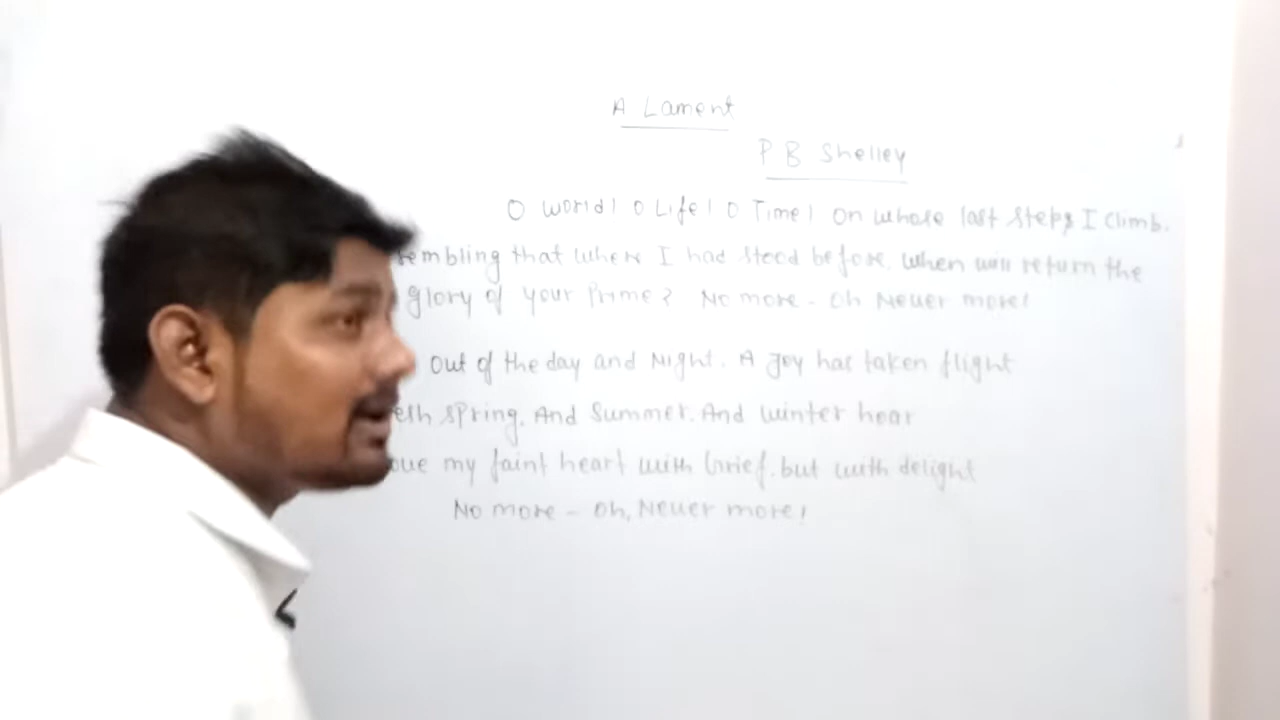 A Lament
P B Shelley
O world! O Life! O Time! On whose last steps I climb.
embling that where I had stood before. when will return the
glory of your Prime? No more - Oh Never more!
Out of the day and Night. A joy has taken flight
esh spring. And Summer. And winter hoar
ove my faint heart with Grief. but with delight
No more - Oh, Never more!